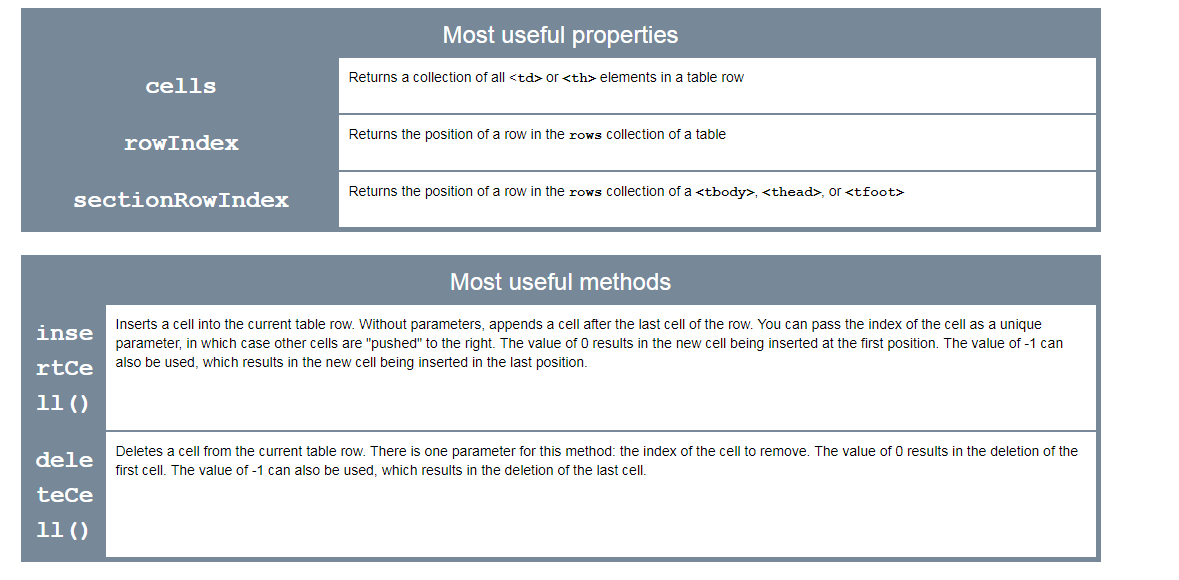 Most useful properties
cells
Returns a collection of all <td> or <th> elements in a table row
rowIndex
Returns the position of a row in the rows collection of a table
sectionRowIndex
Returns the position of a row in the rows collection of a <tbody>, <thead>, or <tfoot>
Most useful methods
inse
rtCe
ll()
Inserts a cell into the current table row. Without parameters, appends a cell after the last cell of the row. You can pass the index of the cell as a unique
parameter, in which case other cells are "pushed" to the right. The value of 0 results in the new cell being inserted at the first position. The value of -1 can
also be used, which results in the new cell being inserted in the last position.
dele
teCe
ll()
Deletes a cell from the current table row. There is one parameter for this method: the index of the cell to remove. The value of 0 results in the deletion of the
first cell. The value of -1 can also be used, which results in the deletion of the last cell.